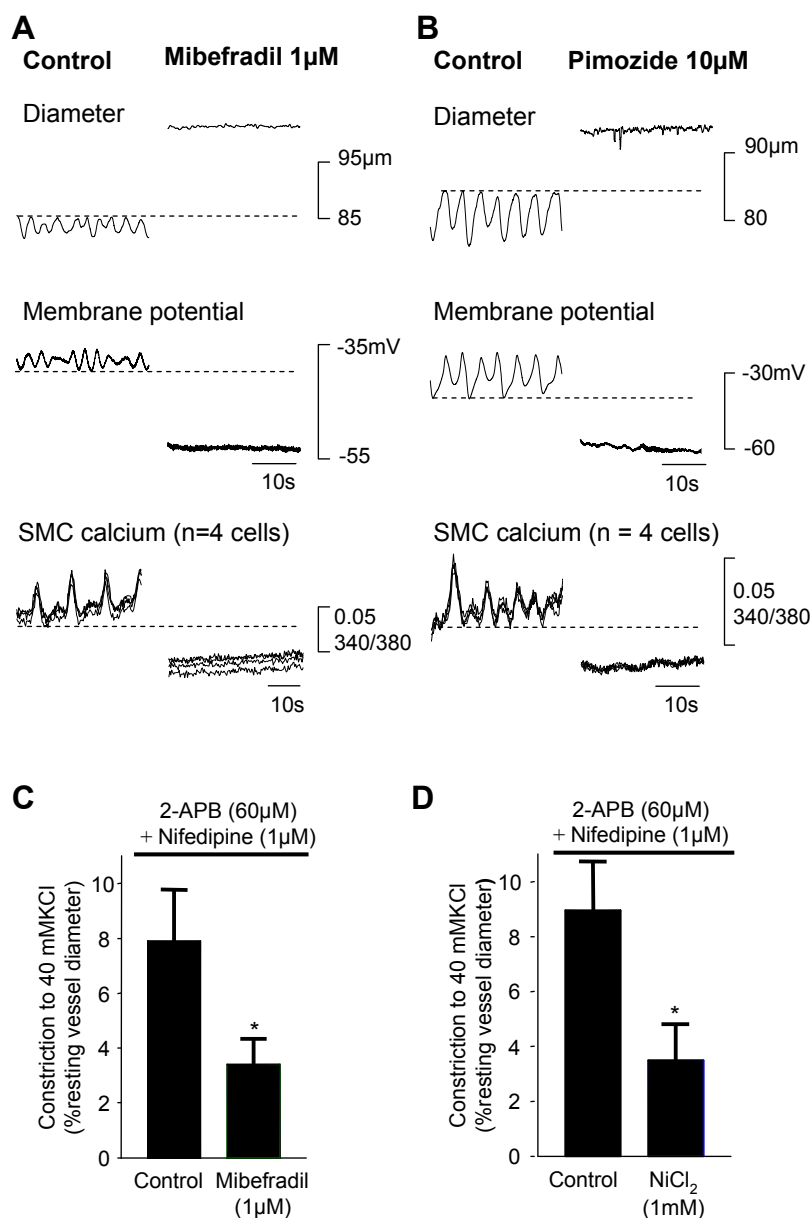 A
Control Mibefradil 1µM
Diameter
95µm
85
Membrane potential
-35mV
-55
10s
SMC calcium (n=4 cells)
0.05
340/380
10s
B
Control Pimozide 10µM
Diameter
90µm
80
Membrane potential
-30mV
-60
10s
SMC calcium (n = 4 cells)
0.05
340/380
10s
C
2-APB (60µM)
+ Nifedipine (1µM)
Constriction to 40 mMKCl
(%resting vessel diameter)
10
8
6
4
2
0
*
Control Mibefradil
(1µM)
D
2-APB (60µM)
+ Nifedipine (1µM)
Constriction to 40 mMKCl
(%resting vessel diameter)
10
8
6
4
2
0
*
Control NiCl2
(1mM)